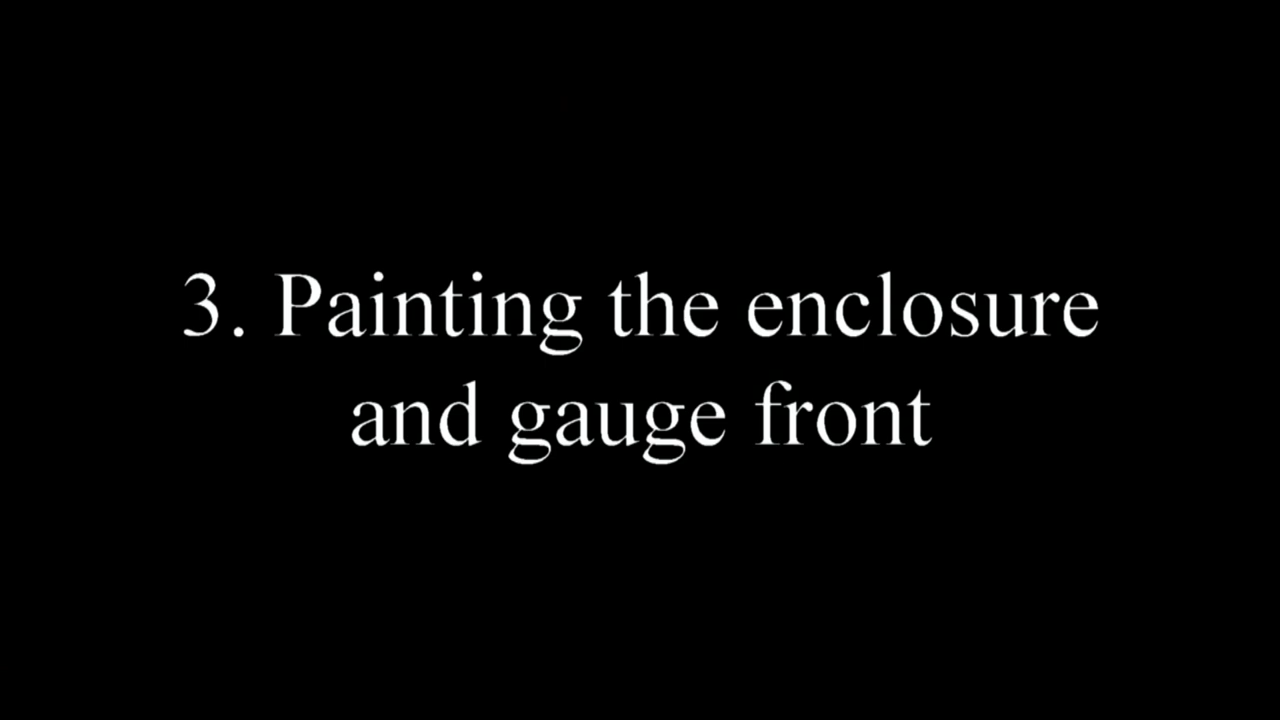 3. Painting the enclosure
and gauge front